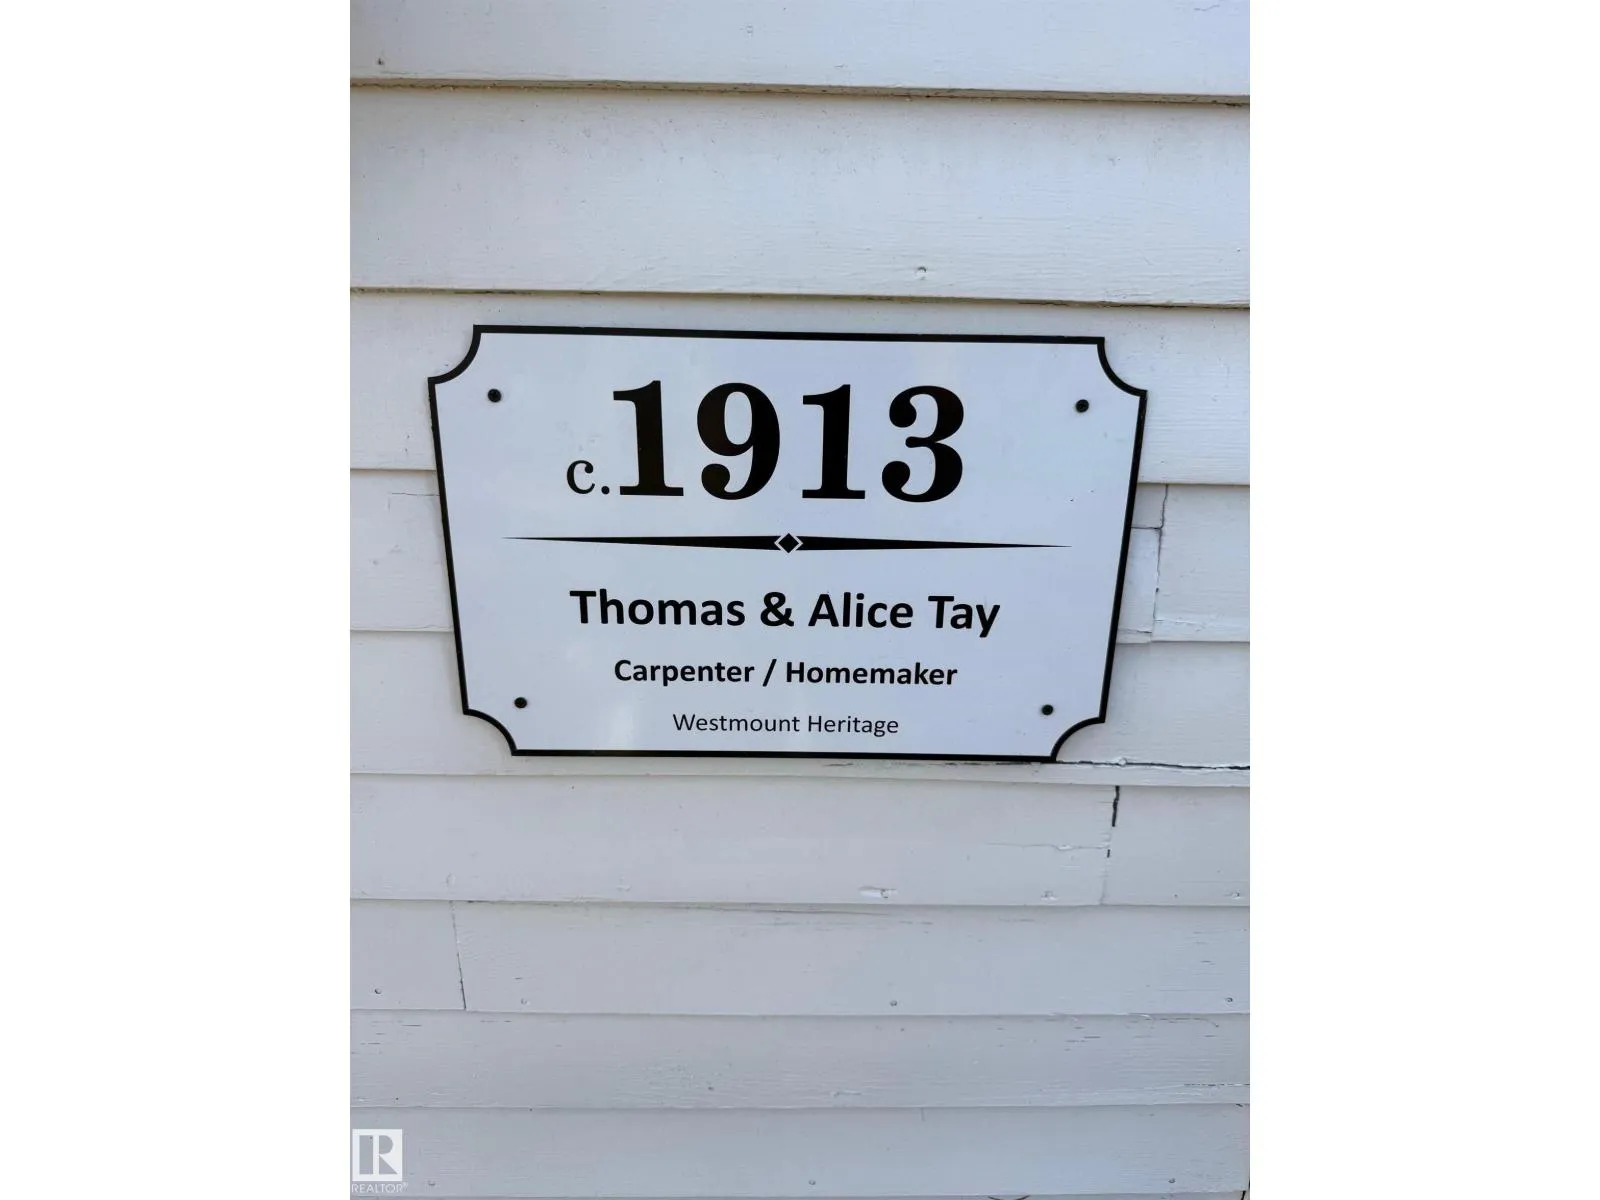 c.1913
Thomas & Alice Tay
Carpenter / Homemaker
Westmount Heritage
R
REALTOR®